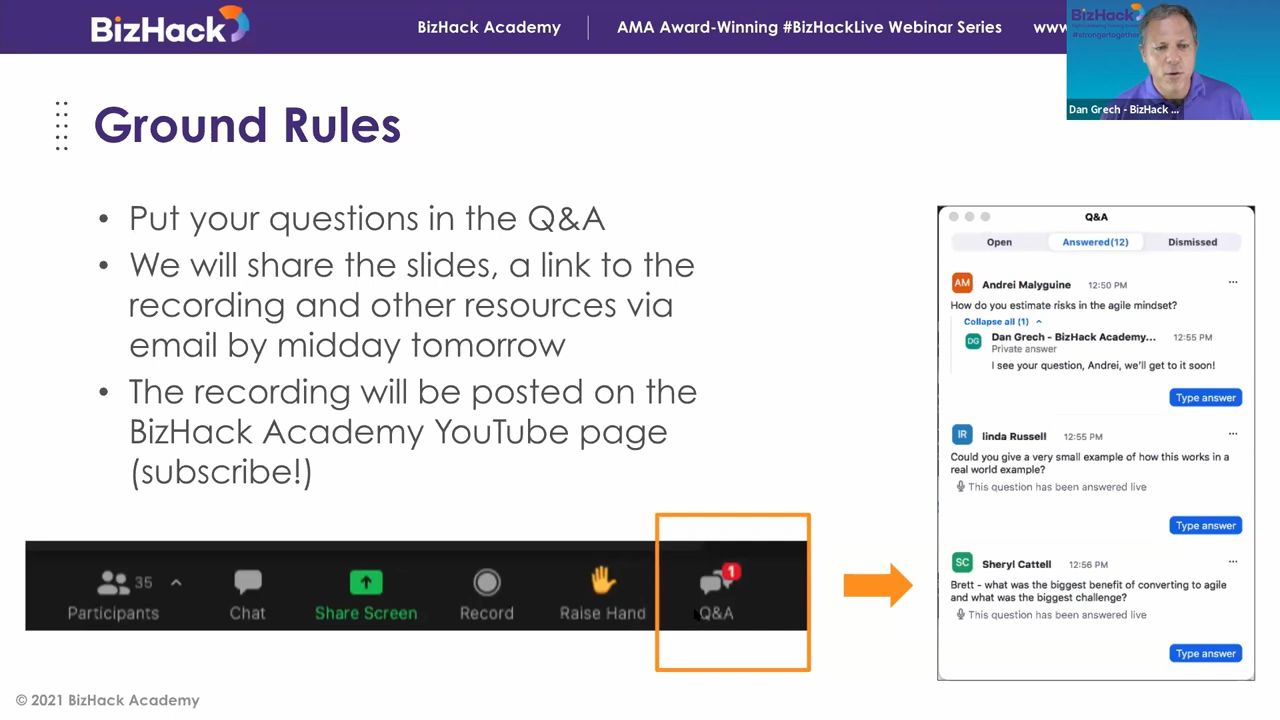 BizHack
BizHack Academy
AMA Award-Winning #BizHackLive Webinar Series
www
BizHack
#strongertogether
Dan Grech - BizHack ...
Ground Rules
• Put your questions in the Q&A
• We will share the slides, a link to the
recording and other resources via
email by midday tomorrow
• The recording will be posted on the
BizHack Academy YouTube page
(subscribe!)
35
Participants
Chat
Share Screen
Record
Raise Hand
1
Q&A
Q&A
Open
Answered(12)
Dismissed
AM
Andrei Malyguine 12:50 PM
...
How do you estimate risks in the agile mindset?
Collapse all (1)
DG
Dan Grech - BizHack Academy... 12:55 PM
Private answer
I see your question, Andrei, we'll get to it soon!
Type answer
IR
linda Russell 12:55 PM
...
Could you give a very small example of how this works in a
real world example?
This question has been answered live
Type answer
SC
Sheryl Cattell 12:56 PM
...
Brett - what was the biggest benefit of converting to agile
and what was the biggest challenge?
This question has been answered live
Type answer
© 2021 BizHack Academy